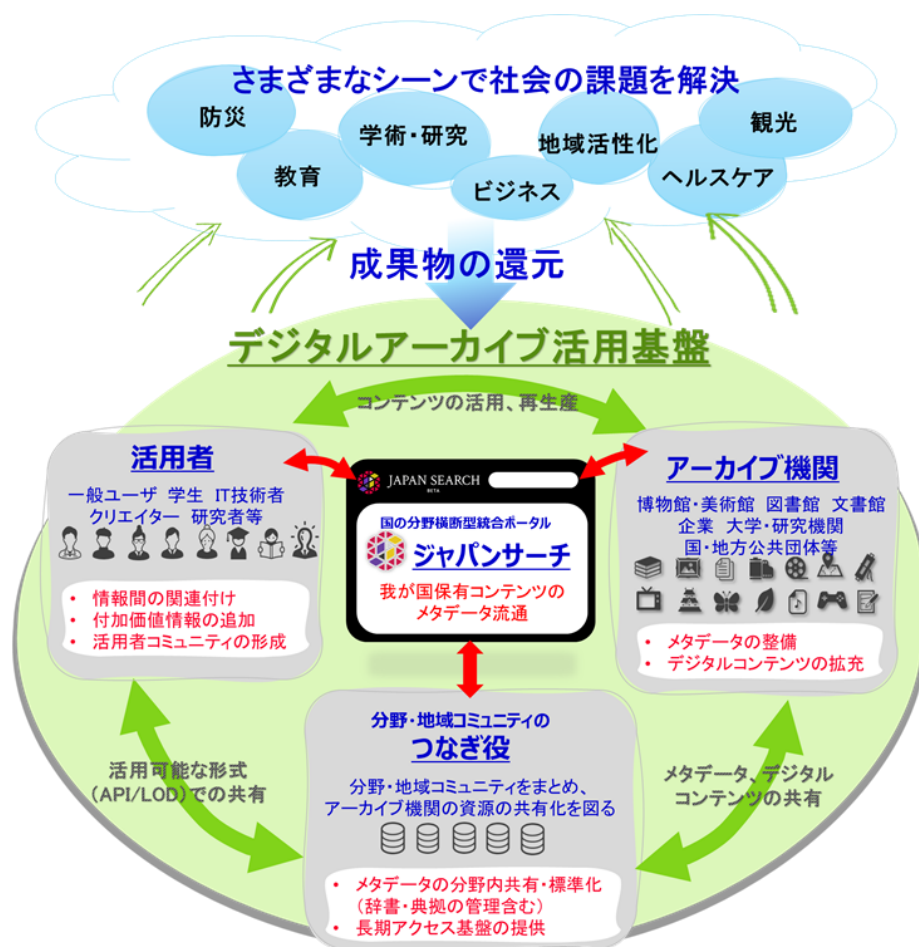 さまざまなシーンで社会の課題を解決
防災
学術・研究
地域活性化
観光
教育
ビジネス
ヘルスケア
成果物の還元
デジタルアーカイブ活用基盤
コンテンツの活用、再生産
活用者
一般ユーザ 学生 IT技術者
クリエイター 研究者等
• 情報間の関連付け
• 付加価値情報の追加
• 活用者コミュニティの形成
JAPAN SEARCH
BETA
国の分野横断型統合ポータル
ジャパンサーチ
我が国保有コンテンツの
メタデータ流通
アーカイブ機関
博物館・美術館 図書館 文書館
企業 大学・研究機関
国・地方公共団体等
• メタデータの整備
• デジタルコンテンツの拡充
活用可能な形式
(API/LOD)での共有
分野・地域コミュニティの
つなぎ役
分野・地域コミュニティをまとめ、
アーカイブ機関の資源の共有化を図る
• メタデータの分野内共有・標準化
(辞書・典拠の管理含む)
• 長期アクセス基盤の提供
メタデータ、デジタル
コンテンツの共有